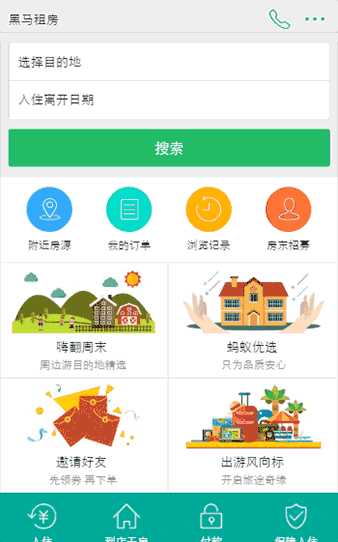 黑马租房
选择目的地
入住离开日期
搜索
附近房源 我的订单 浏览记录 房东招募
嗨翻周末 蚂蚁优选
周边游目的地精选 只为品质安心
邀请好友 出游风向标
先领券 再下单 开启旅途奇缘